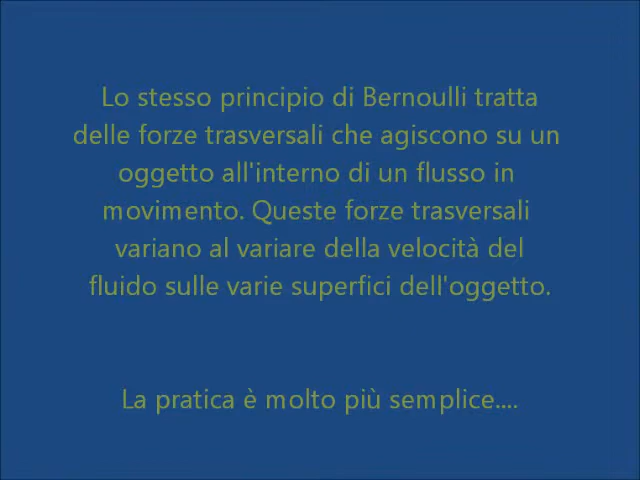 Lo stesso principio di Bernoulli tratta
delle forze trasversali che agiscono su un
oggetto all'interno di un flusso in
movimento. Queste forze trasversali
variano al variare della velocità del
fluido sulle varie superfici dell'oggetto.
La pratica è molto più semplice....